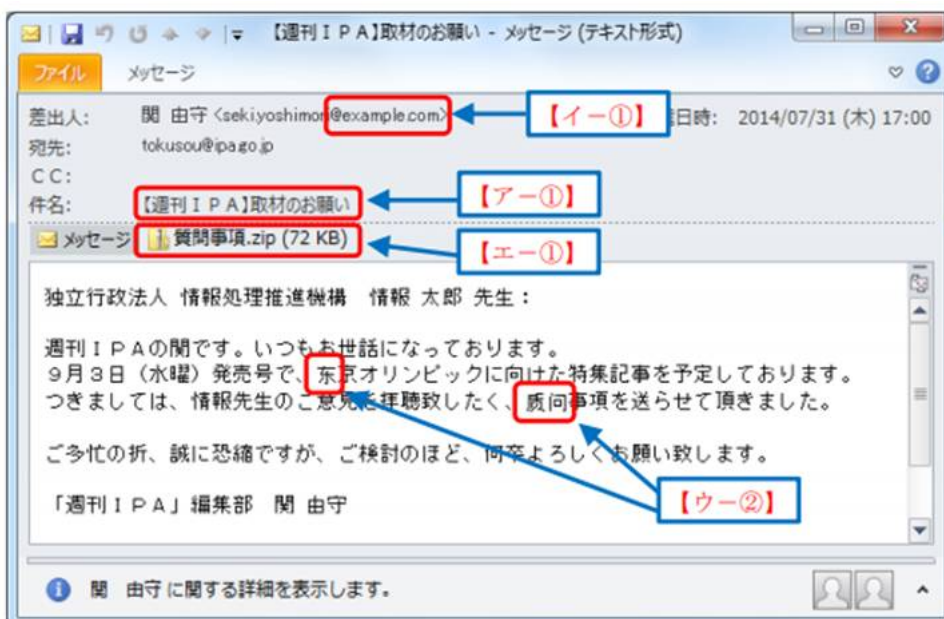 【週刊ＩＰＡ】取材のお願い - メッセージ (テキスト形式)
ファイル メッセージ
差出人: 関 由守 <seki.yoshimori@example.com> 【イー①】 日時: 2014/07/31 (木) 17:00
宛先: tokusou@ipa.go.jp
CC:
件名: 【週刊ＩＰＡ】取材のお願い 【アー①】
メッセージ 質問事項.zip (72 KB) 【エー①】
独立行政法人 情報処理推進機構 情報 太郎 先生：
週刊ＩＰＡの関です。いつもお世話になっております。
９月３日（水曜）発売号で、东京オリンピックに向けた特集記事を予定しております。
つきましては、情報先生のご意見を拝聴致したく、质问事項を送らせて頂きました。
ご多忙の折、誠に恐縮ですが、ご検討のほど、何卒よろしくお願い致します。
【ウー②】
「週刊ＩＰＡ」編集部 関 由守
関 由守 に関する詳細を表示します。